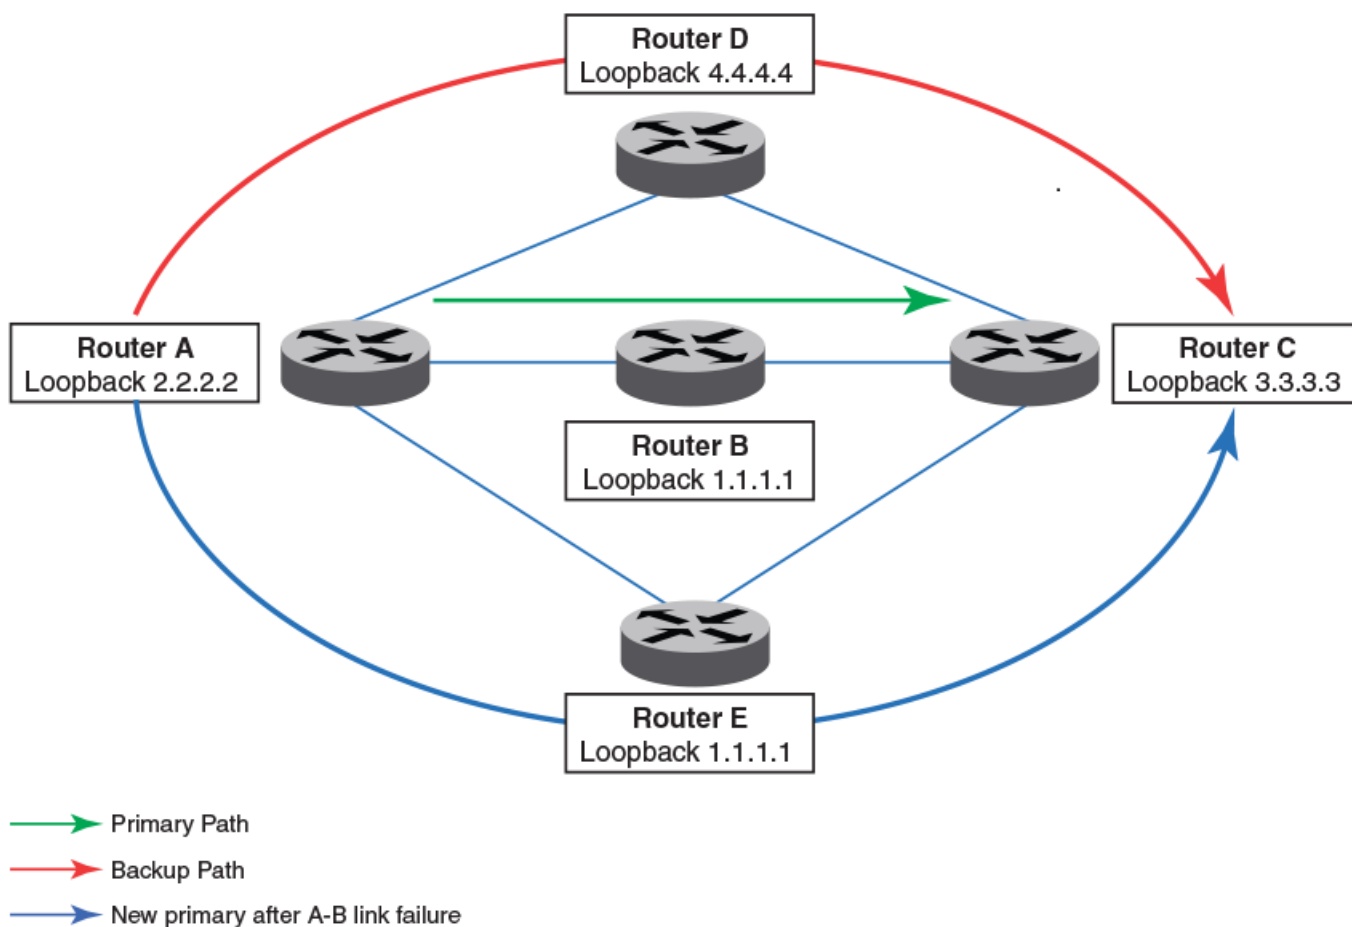 Router D
Loopback 4.4.4.4
Router A
Loopback 2.2.2.2
Router C
Loopback 3.3.3.3
Router B
Loopback 1.1.1.1
Router E
Loopback 1.1.1.1
Primary Path
Backup Path
New primary after A-B link failure